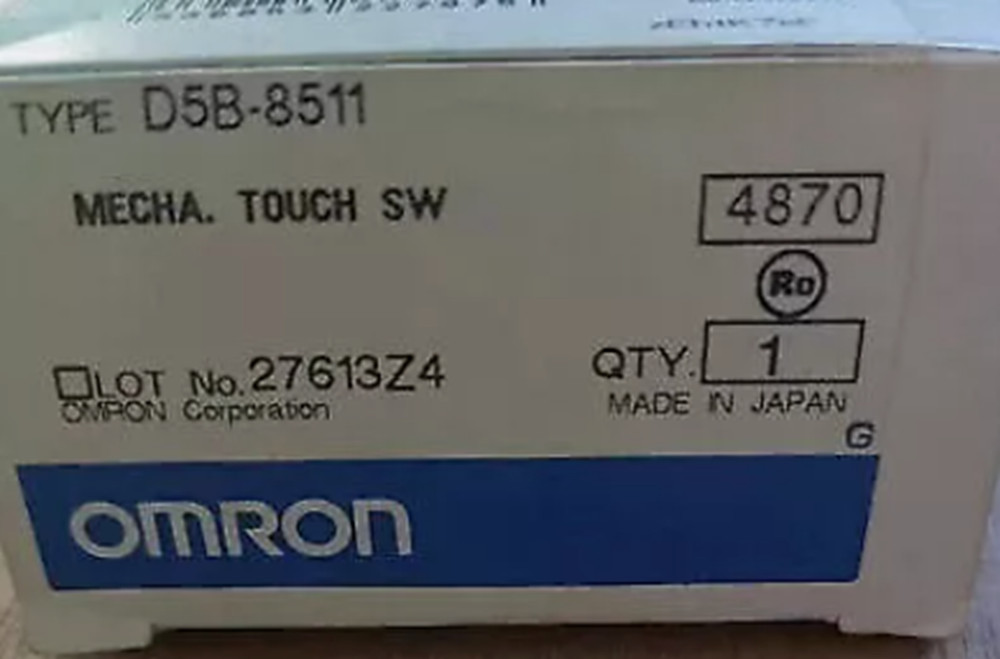 TYPE D5B-8511
MECHA. TOUCH SW
4870
Ro
LOT No. 27613Z4
QTY. 1
OMRON Corporation
MADE IN JAPAN
G
OMRON